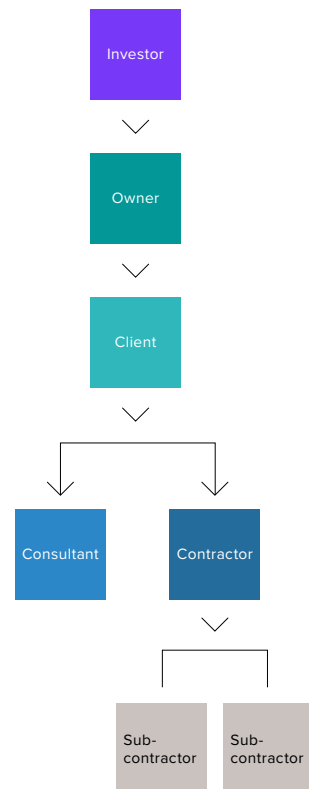 Investor
Owner
Client
Consultant
Contractor
Sub-
contractor
Sub-
contractor